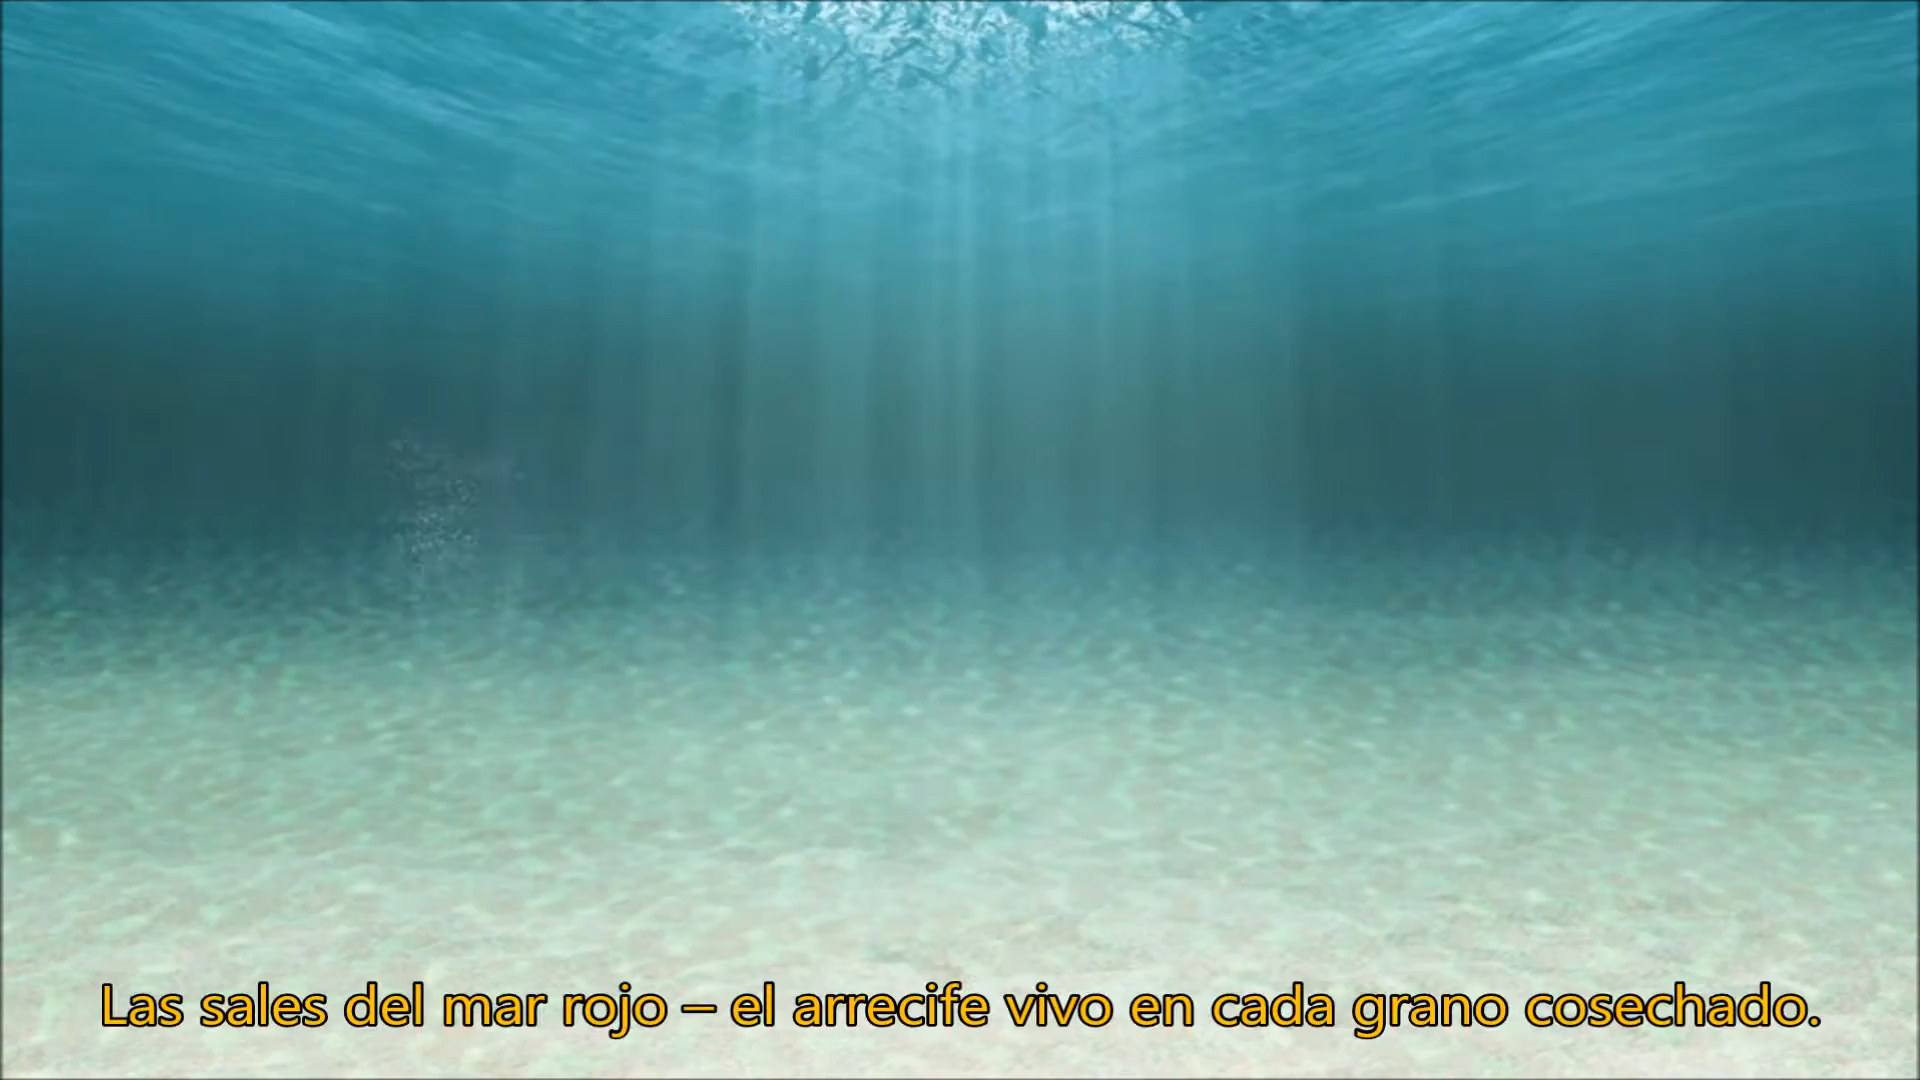 Las sales del mar rojo – el arrecife vivo en cada grano cosechado.